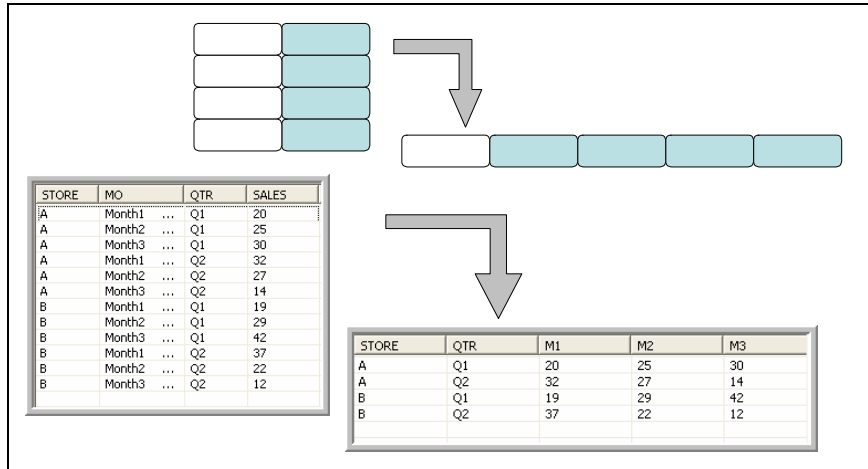 STORE MO QTR SALES
A Month1 ... Q1 20
A Month2 ... Q1 25
A Month3 ... Q1 30
A Month1 ... Q2 32
A Month2 ... Q2 27
A Month3 ... Q2 14
B Month1 ... Q1 19
B Month2 ... Q1 29
B Month3 ... Q1 42
B Month1 ... Q2 37
B Month2 ... Q2 22
B Month3 ... Q2 12
STORE QTR M1 M2 M3
A Q1 20 25 30
A Q2 32 27 14
B Q1 19 29 42
B Q2 37 22 12